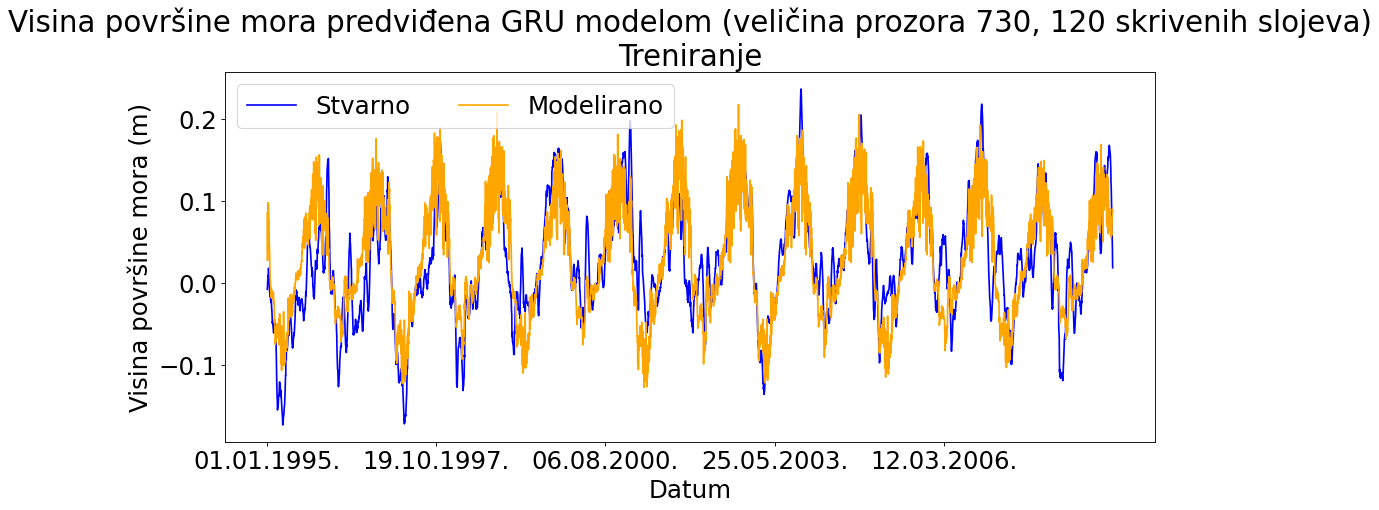 Visina površine mora predviđena GRU modelom (veličina prozora 730, 120 skrivenih slojeva)
Treniranje
Stvarno
Modelirano
Visina površine mora (m)
0.2
0.1
0.0
−0.1
01.01.1995.
19.10.1997.
06.08.2000.
25.05.2003.
12.03.2006.
Datum